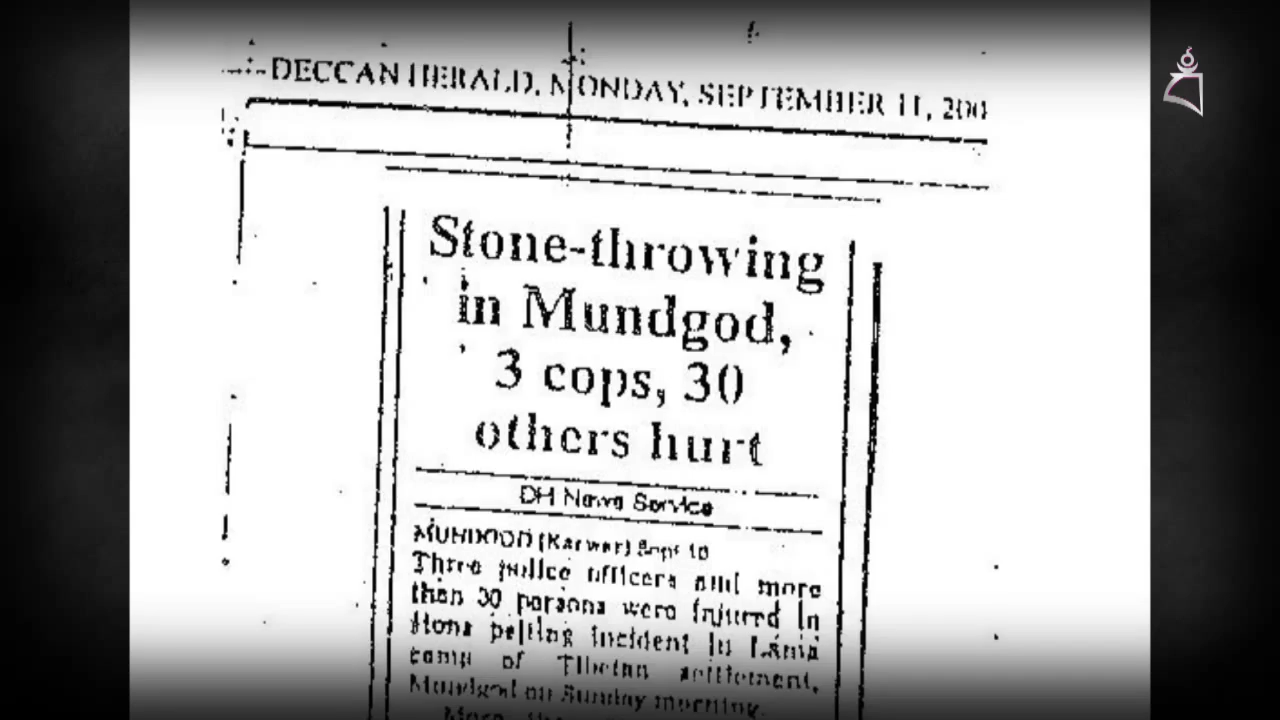 DECCAN HERALD, MONDAY, SEPTEMBER 11, 200
Stone-throwing
in Mundgod,
3 cops, 30
others hurt
DH News Service
MUNDGOD (Karwar) Sept 10
Three police officers and more
than 30 persons were injured in
stone pelting incident in Lama
camp of Tibetan settlement,
Mundgod on Sunday morning.
More